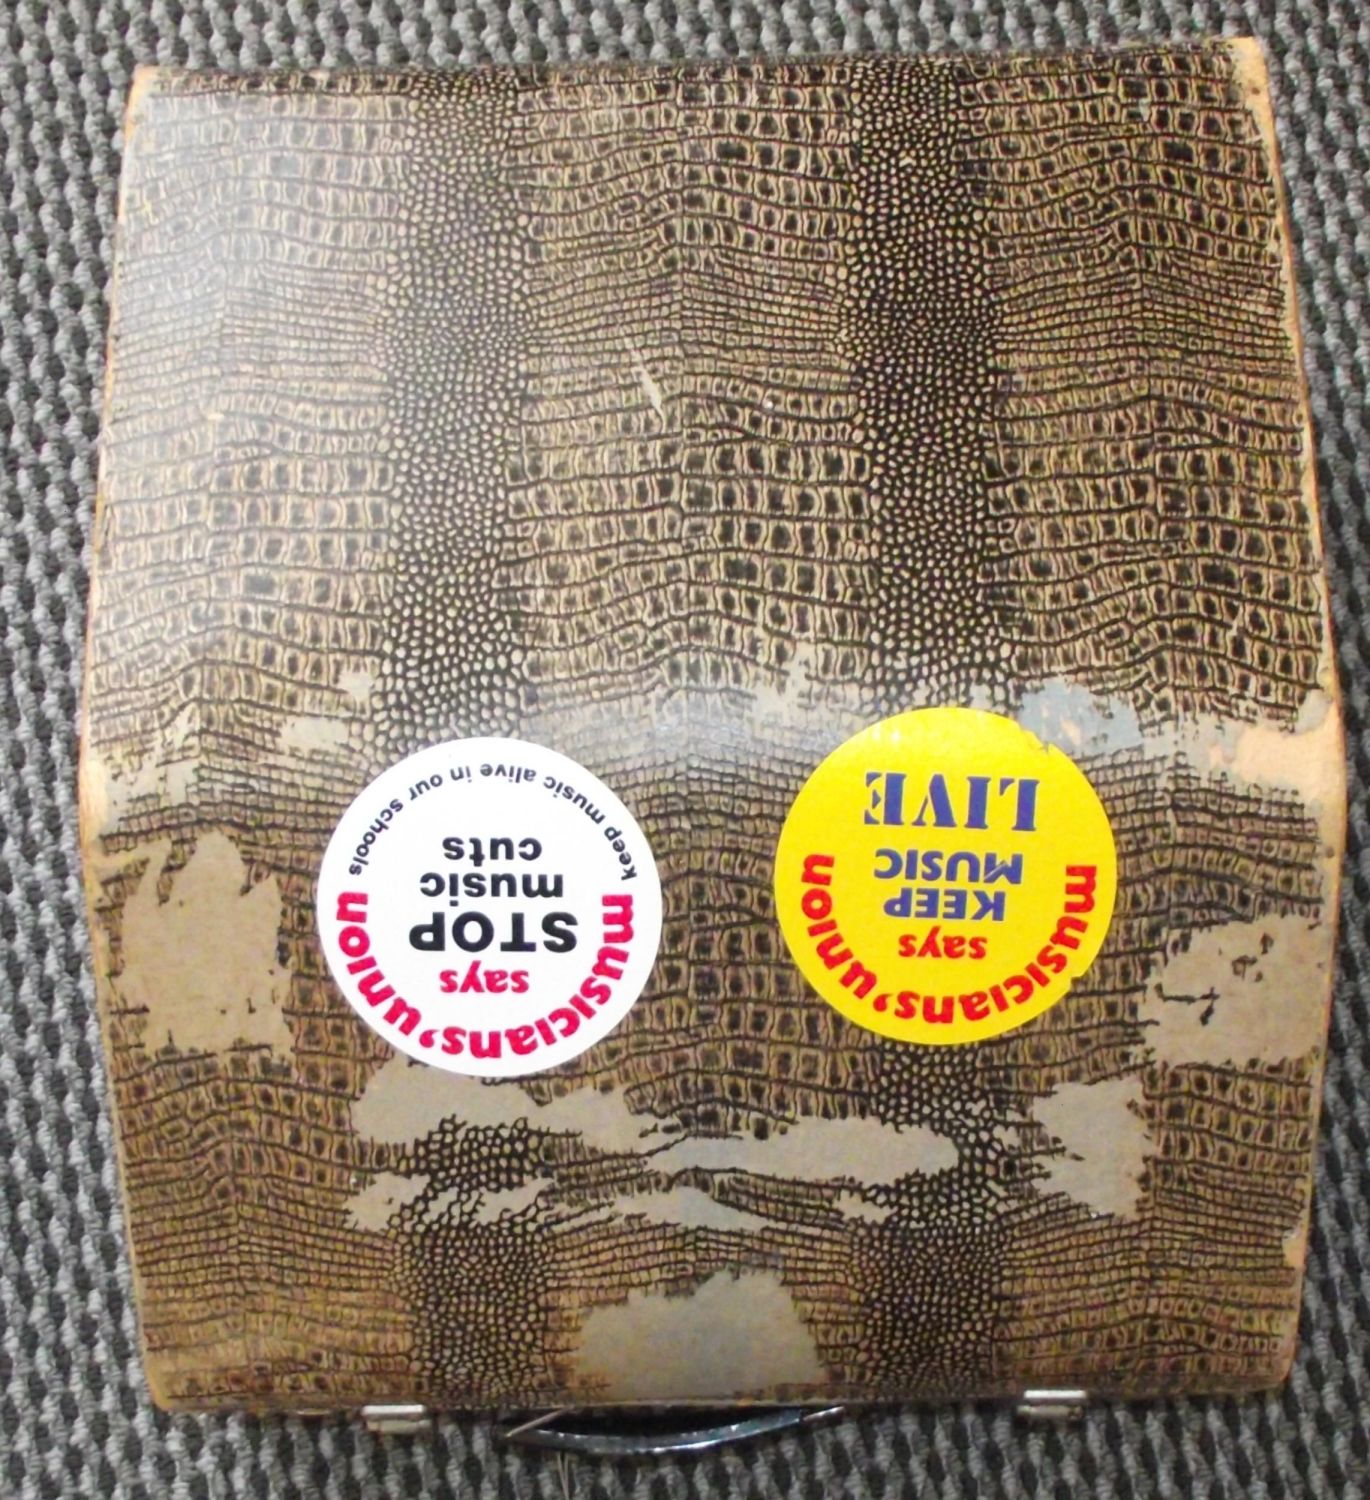 musicians' union
says
KEEP
MUSIC
LIVE
musicians' union
says
STOP
music
cuts
keep music alive in our schools